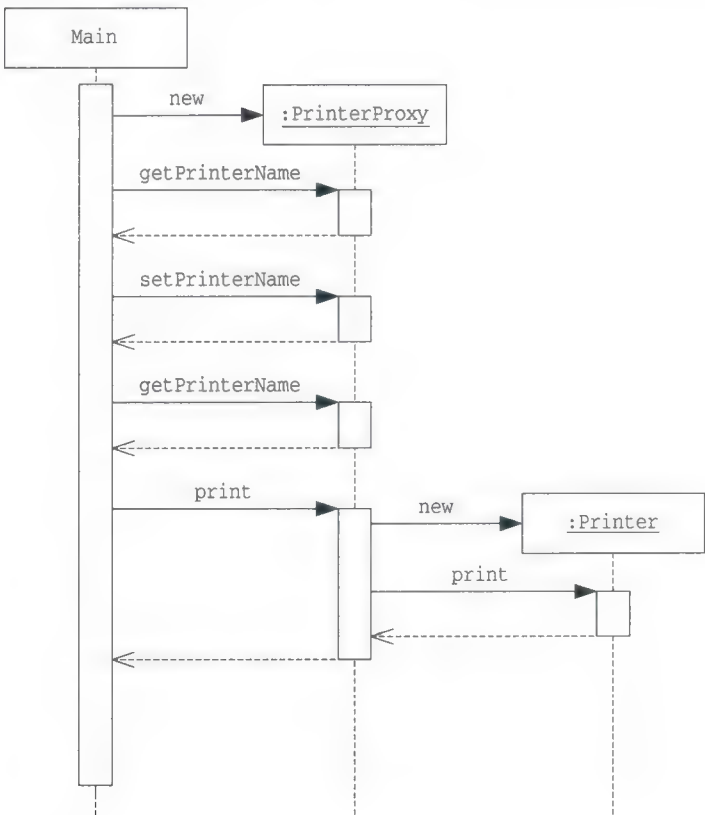 Main
new
:PrinterProxy
getPrinterName
setPrinterName
getPrinterName
print
new
:Printer
print